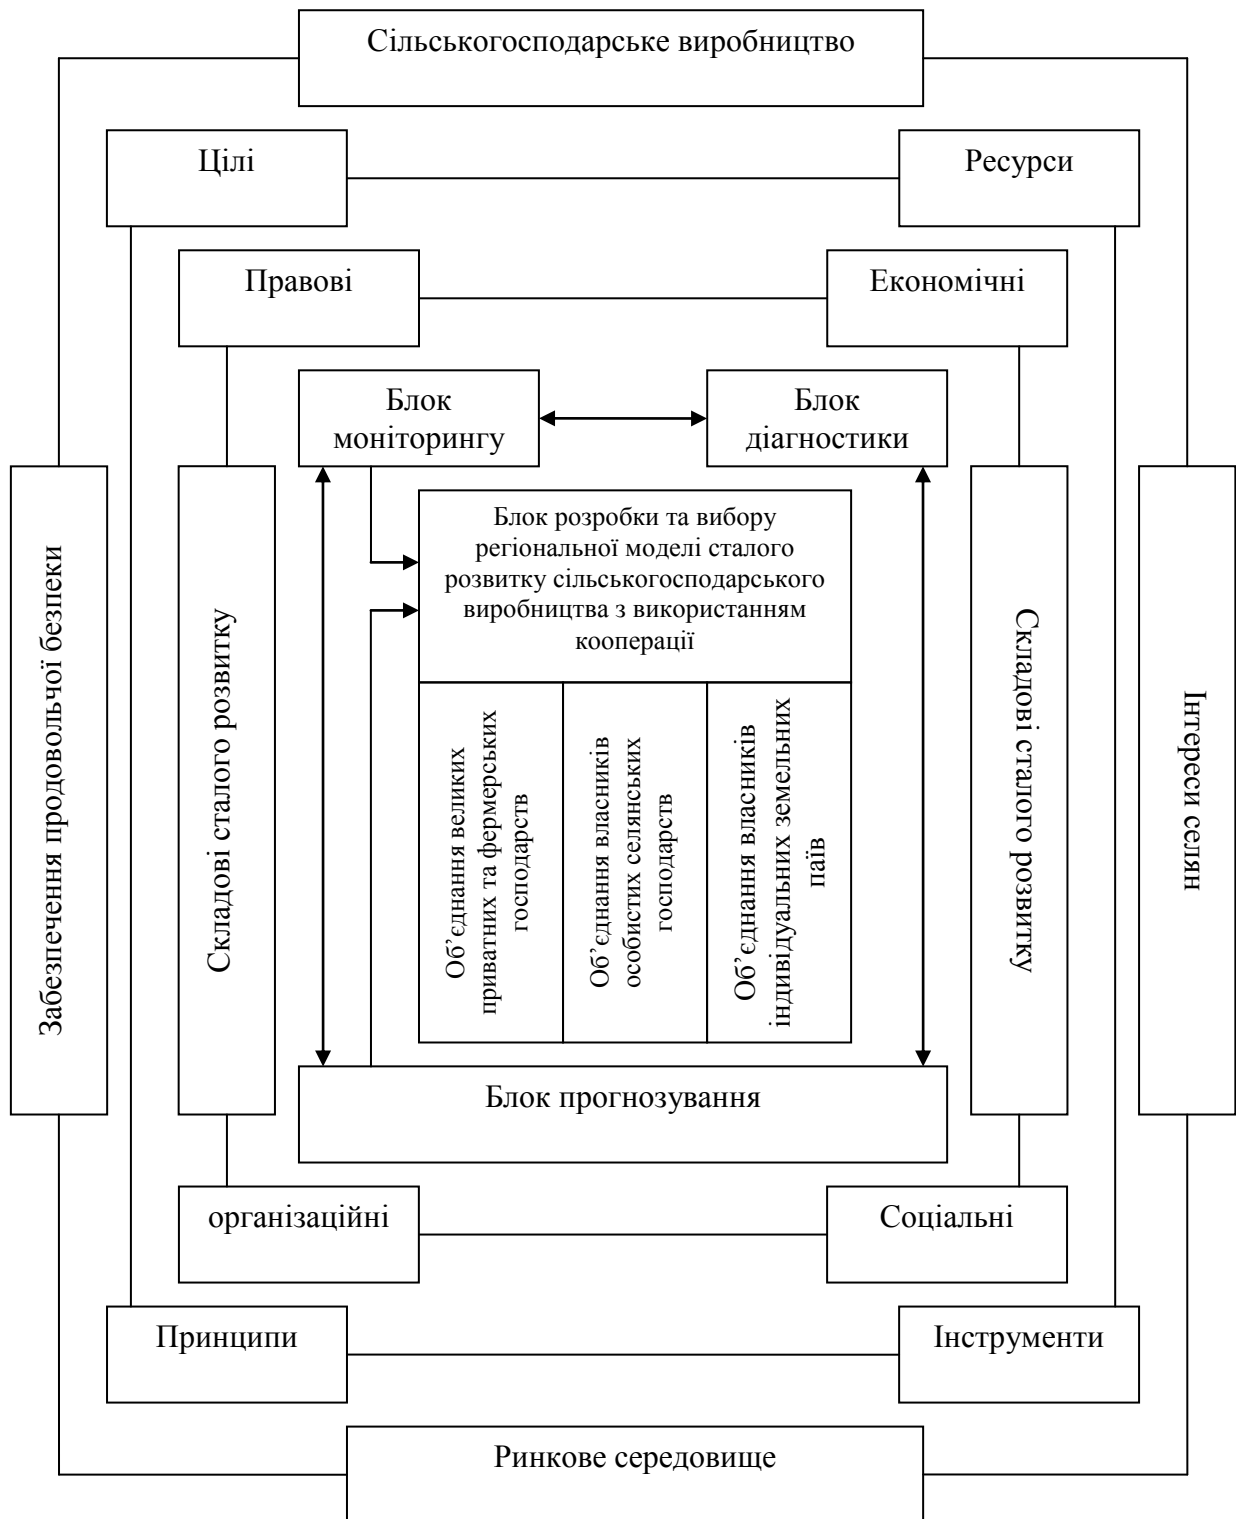 Сільськогосподарське виробництво
Цілі
Ресурси
Правові
Економічні
Блок
моніторингу
Блок
діагностики
Забезпечення продовольчої безпеки
Складові сталого розвитку
Блок розробки та вибору
регіональної моделі сталого
розвитку сільськогосподарського
виробництва з використанням
кооперації
Об’єднання великих
приватних та фермерських
господарств
Об’єднання власників
особистих селянських
господарств
Об’єднання власників
індивідуальних земельних
паїв
Складові сталого розвитку
Інтереси селян
Блок прогнозування
організаційні
Соціальні
Принципи
Інструменти
Ринкове середовище